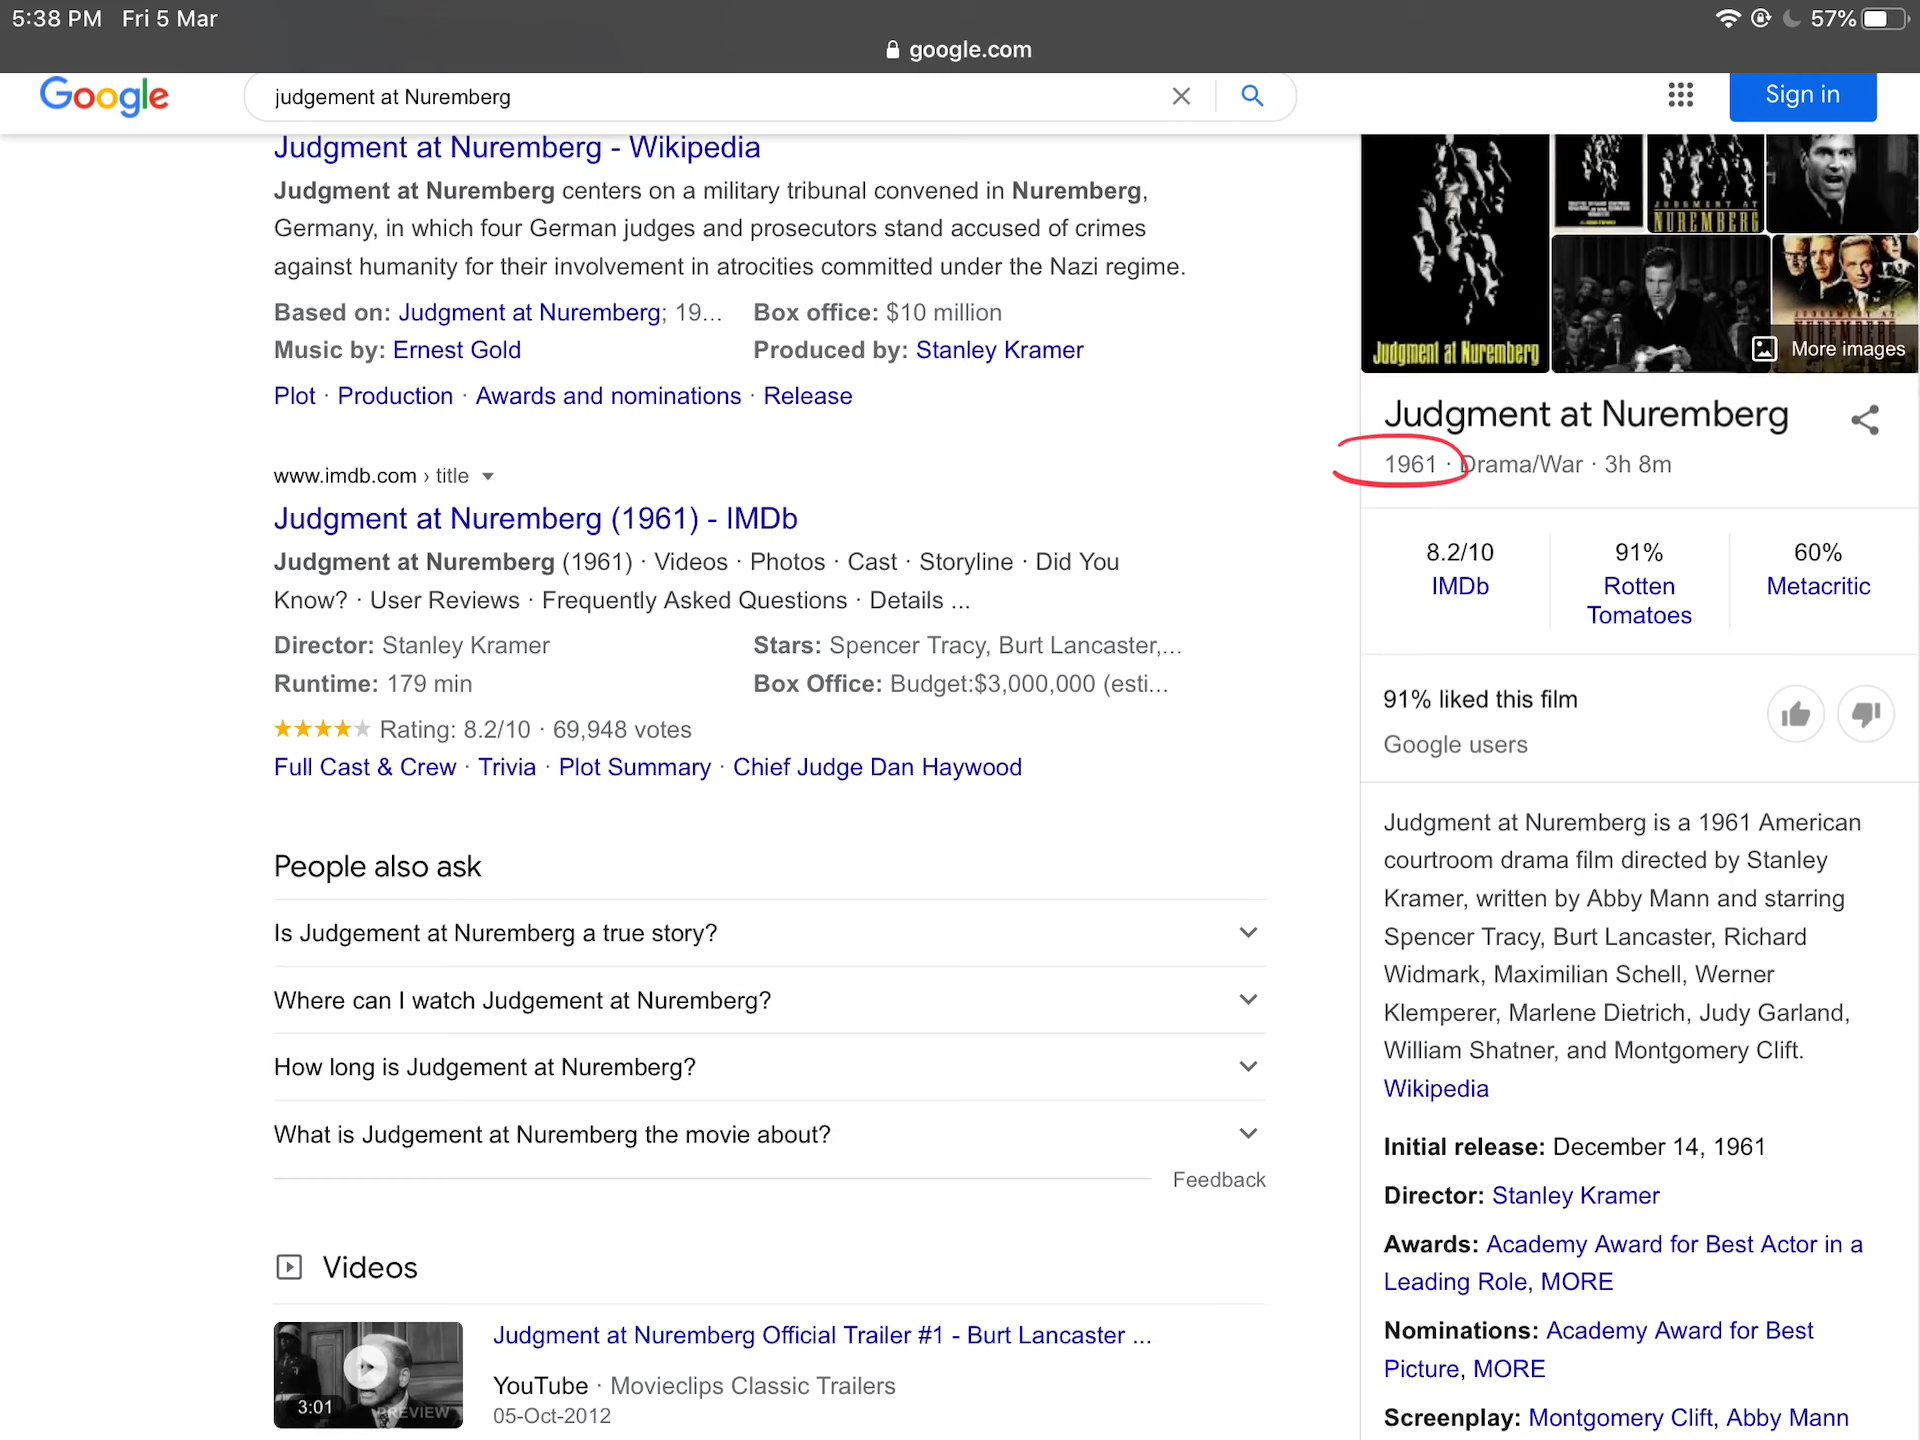 5:38 PM Fri 5 Mar
57%
google.com
Google
judgement at Nuremberg
Sign in
Judgment at Nuremberg - Wikipedia
Judgment at Nuremberg centers on a military tribunal convened in Nuremberg,
Germany, in which four German judges and prosecutors stand accused of crimes
against humanity for their involvement in atrocities committed under the Nazi regime.
Based on: Judgment at Nuremberg; 19... Box office: $10 million
Music by: Ernest Gold Produced by: Stanley Kramer
Plot · Production · Awards and nominations · Release
www.imdb.com › title
Judgment at Nuremberg (1961) - IMDb
Judgment at Nuremberg (1961) · Videos · Photos · Cast · Storyline · Did You
Know? · User Reviews · Frequently Asked Questions · Details ...
Director: Stanley Kramer Stars: Spencer Tracy, Burt Lancaster,...
Runtime: 179 min Box Office: Budget:$3,000,000 (esti...
Rating: 8.2/10 · 69,948 votes
Full Cast & Crew · Trivia · Plot Summary · Chief Judge Dan Haywood
People also ask
Is Judgement at Nuremberg a true story?
Where can I watch Judgement at Nuremberg?
How long is Judgement at Nuremberg?
What is Judgement at Nuremberg the movie about?
Feedback
Videos
3:01
PREVIEW
Judgment at Nuremberg Official Trailer #1 - Burt Lancaster ...
YouTube · Movieclips Classic Trailers
05-Oct-2012
Judgment at Nuremberg
JUDGMENT AT
NUREMBERG
JUDGEMENT AT
NUREMBERG
More images
Judgment at Nuremberg
1961 · Drama/War · 3h 8m
8.2/10 91% 60%
IMDb Rotten Metacritic
Tomatoes
91% liked this film
Google users
Judgment at Nuremberg is a 1961 American
courtroom drama film directed by Stanley
Kramer, written by Abby Mann and starring
Spencer Tracy, Burt Lancaster, Richard
Widmark, Maximilian Schell, Werner
Klemperer, Marlene Dietrich, Judy Garland,
William Shatner, and Montgomery Clift.
Wikipedia
Initial release: December 14, 1961
Director: Stanley Kramer
Awards: Academy Award for Best Actor in a
Leading Role, MORE
Nominations: Academy Award for Best
Picture, MORE
Screenplay: Montgomery Clift, Abby Mann